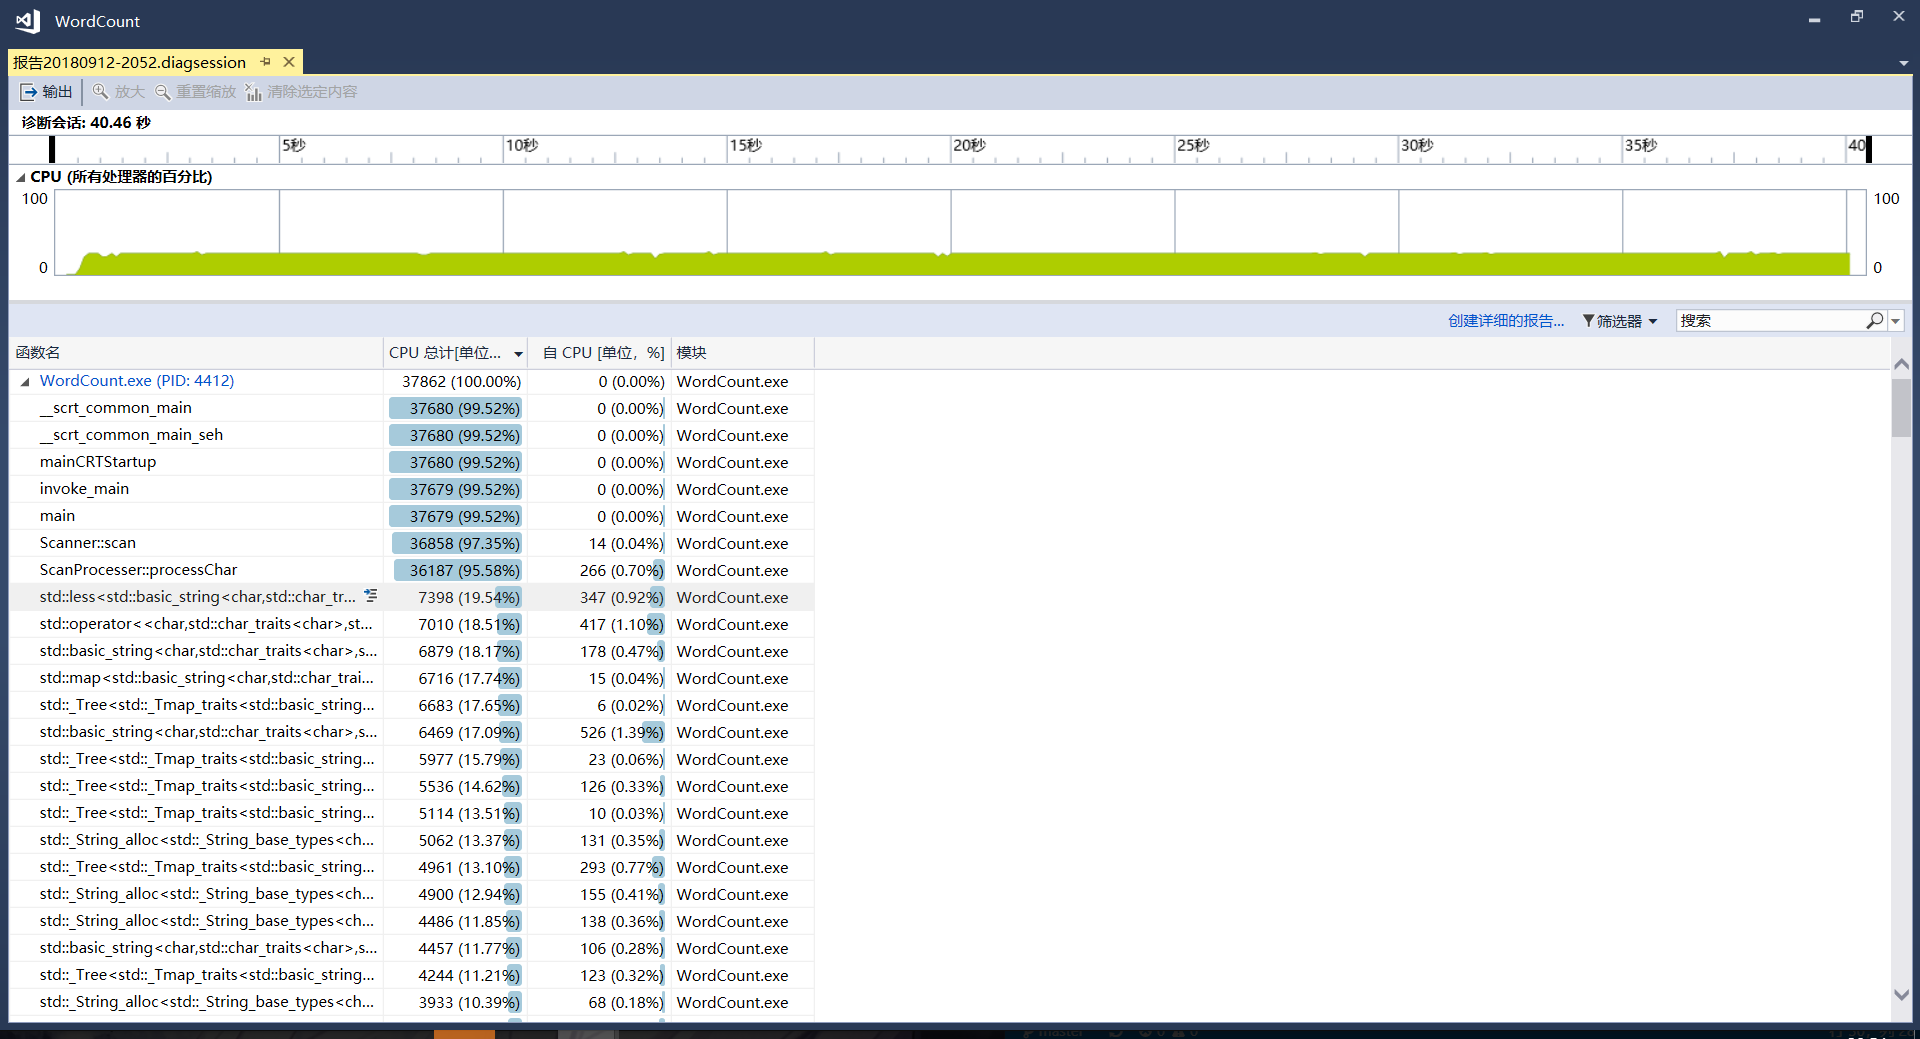 WordCount
报告20180912-2052.diagsession
输出 放大 重置缩放 清除选定内容
诊断会话: 40.46 秒
5秒 10秒 15秒 20秒 25秒 30秒 35秒 40
CPU (所有处理器的百分比)
100 100
0 0
创建详细的报告... 筛选器 搜索
函数名 CPU 总计[单位... 自 CPU [单位, %] 模块
WordCount.exe (PID: 4412) 37862 (100.00%) 0 (0.00%) WordCount.exe
__scrt_common_main 37680 (99.52%) 0 (0.00%) WordCount.exe
__scrt_common_main_seh 37680 (99.52%) 0 (0.00%) WordCount.exe
mainCRTStartup 37680 (99.52%) 0 (0.00%) WordCount.exe
invoke_main 37679 (99.52%) 0 (0.00%) WordCount.exe
main 37679 (99.52%) 0 (0.00%) WordCount.exe
Scanner::scan 36858 (97.35%) 14 (0.04%) WordCount.exe
ScanProcesser::processChar 36187 (95.58%) 266 (0.70%) WordCount.exe
std::less<std::basic_string<char,std::char_tr... 7398 (19.54%) 347 (0.92%) WordCount.exe
std::operator<<char,std::char_traits<char>,st... 7010 (18.51%) 417 (1.10%) WordCount.exe
std::basic_string<char,std::char_traits<char>,s... 6879 (18.17%) 178 (0.47%) WordCount.exe
std::map<std::basic_string<char,std::char_trai... 6716 (17.74%) 15 (0.04%) WordCount.exe
std::_Tree<std::_Tmap_traits<std::basic_string... 6683 (17.65%) 6 (0.02%) WordCount.exe
std::basic_string<char,std::char_traits<char>,s... 6469 (17.09%) 526 (1.39%) WordCount.exe
std::_Tree<std::_Tmap_traits<std::basic_string... 5977 (15.79%) 23 (0.06%) WordCount.exe
std::_Tree<std::_Tmap_traits<std::basic_string... 5536 (14.62%) 126 (0.33%) WordCount.exe
std::_Tree<std::_Tmap_traits<std::basic_string... 5114 (13.51%) 10 (0.03%) WordCount.exe
std::_String_alloc<std::_String_base_types<ch... 5062 (13.37%) 131 (0.35%) WordCount.exe
std::_Tree<std::_Tmap_traits<std::basic_string... 4961 (13.10%) 293 (0.77%) WordCount.exe
std::_String_alloc<std::_String_base_types<ch... 4900 (12.94%) 155 (0.41%) WordCount.exe
std::_String_alloc<std::_String_base_types<ch... 4486 (11.85%) 138 (0.36%) WordCount.exe
std::basic_string<char,std::char_traits<char>,s... 4457 (11.77%) 106 (0.28%) WordCount.exe
std::_Tree<std::_Tmap_traits<std::basic_string... 4244 (11.21%) 123 (0.32%) WordCount.exe
std::_String_alloc<std::_String_base_types<ch... 3933 (10.39%) 68 (0.18%) WordCount.exe